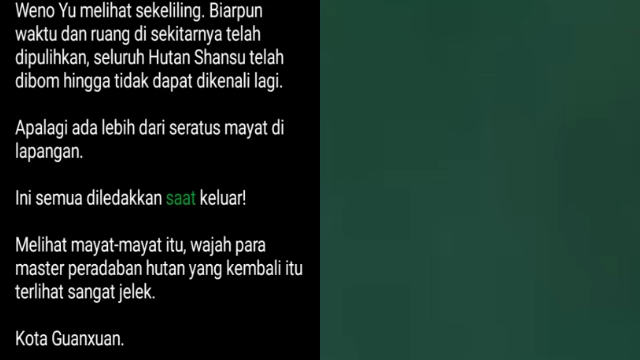 Weno Yu melihat sekeliling. Biarpun
waktu dan ruang di sekitarnya telah
dipulihkan, seluruh Hutan Shansu telah
dibom hingga tidak dapat dikenali lagi.
Apalagi ada lebih dari seratus mayat di
lapangan.
Ini semua diledakkan saat keluar!
Melihat mayat-mayat itu, wajah para
master peradaban hutan yang kembali itu
terlihat sangat jelek.
Kota Guanxuan.